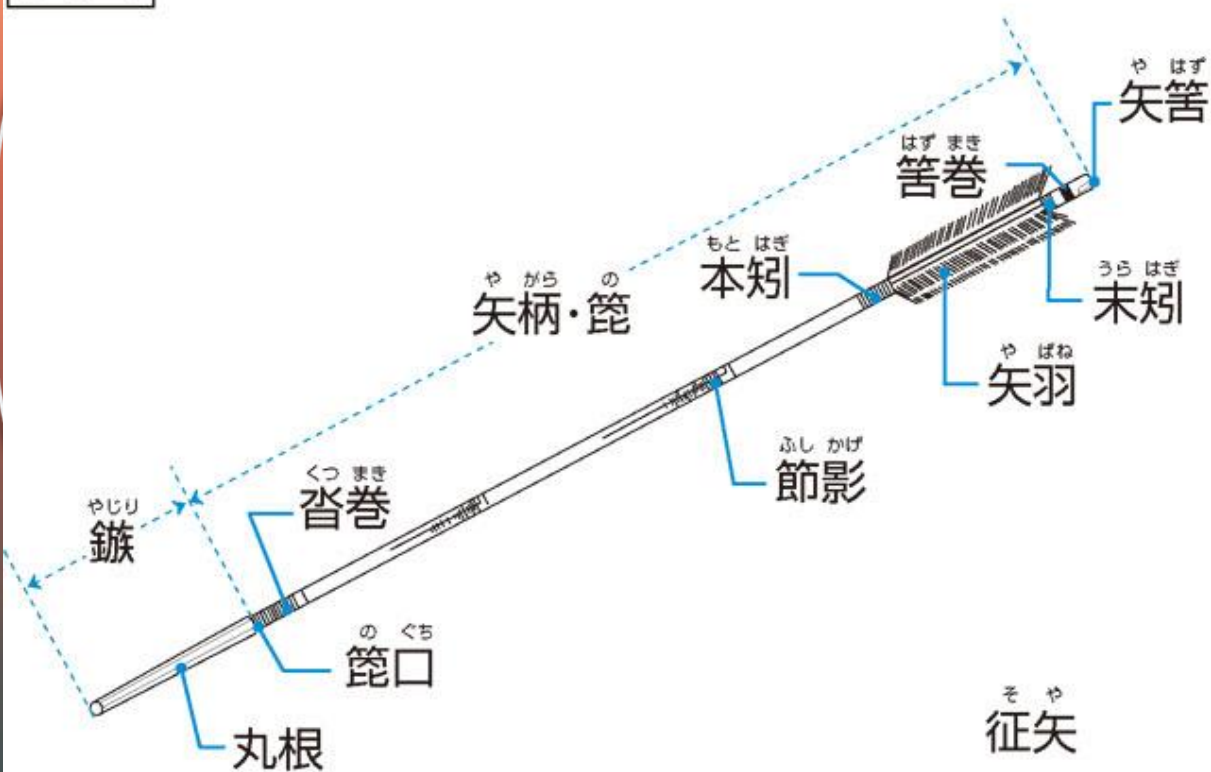 や はず
矢筈
はず まき
筈巻
もと はぎ
本矧
うら はぎ
末矧
や がら の
矢柄・箆
や ばね
矢羽
ふし かげ
節影
くつ まき
沓巻
やじり
鏃
の ぐち
箆口
丸根
そ や
征矢